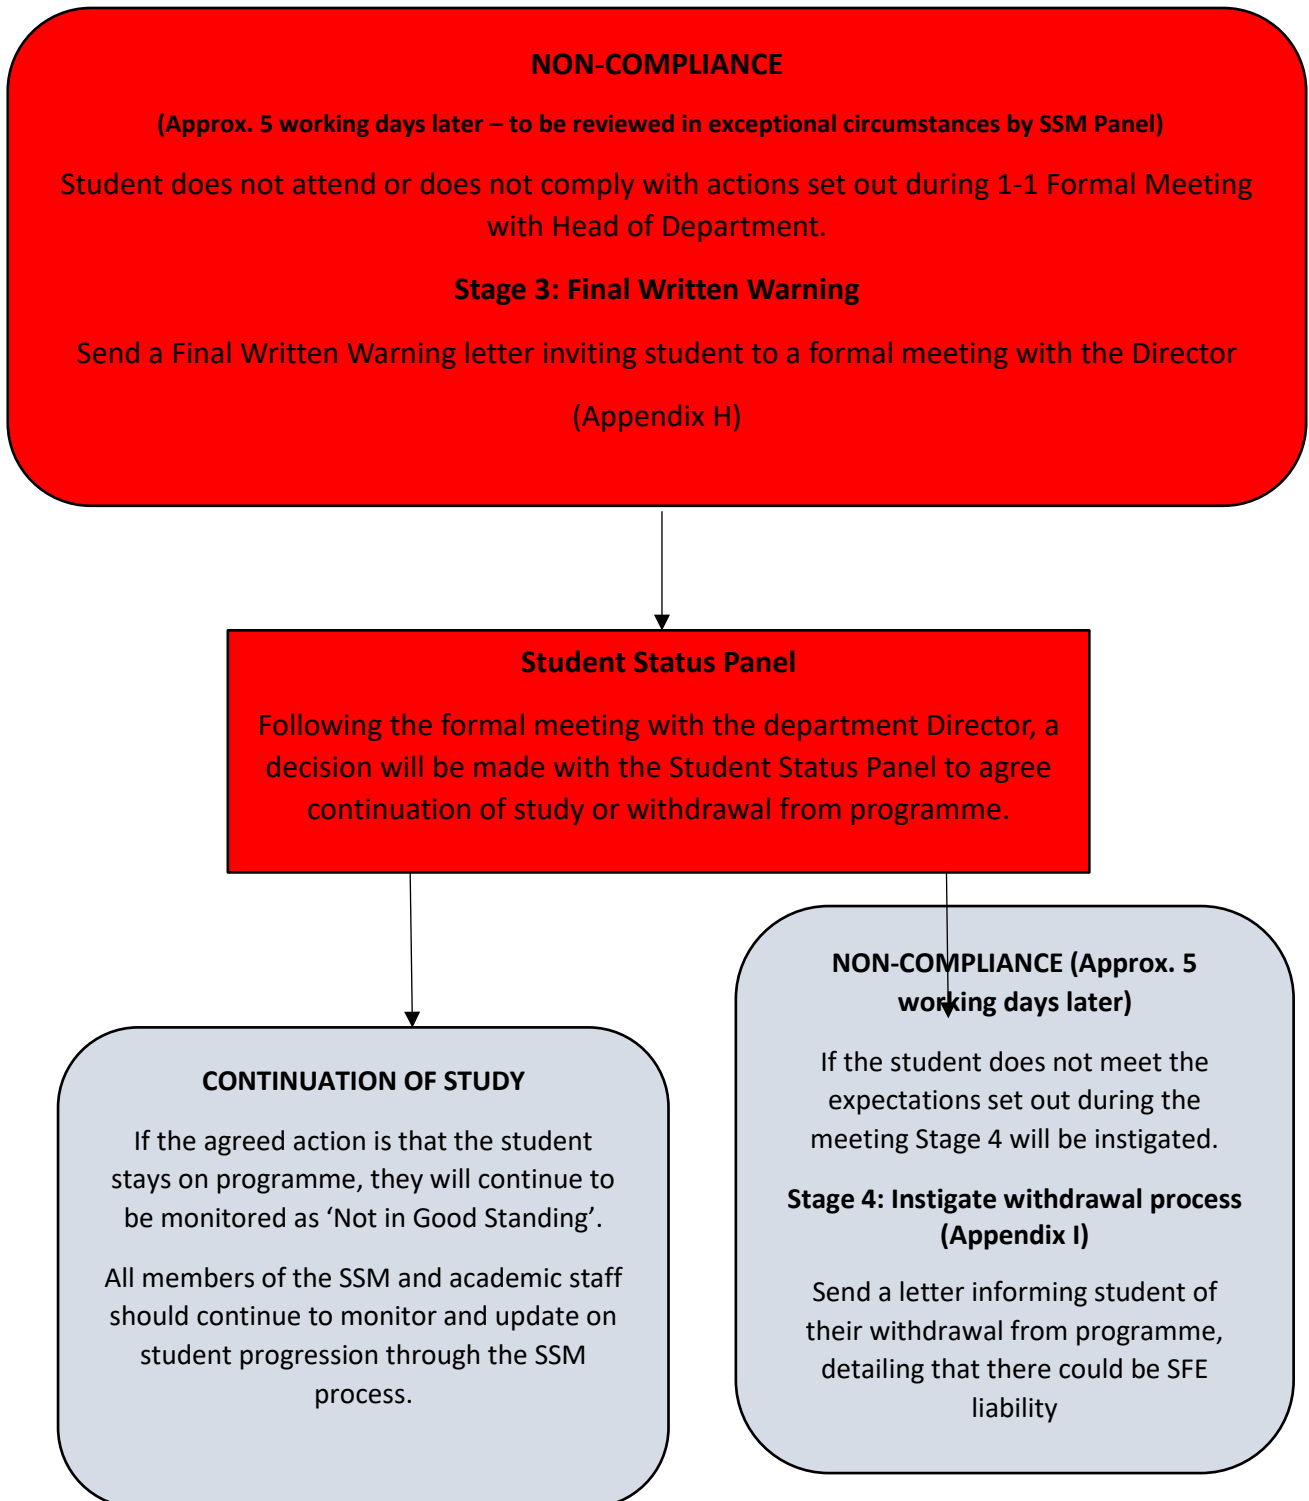 NON-COMPLIANCE
(Approx. 5 working days later – to be reviewed in exceptional circumstances by SSM Panel)
Student does not attend or does not comply with actions set out during 1-1 Formal Meeting
with Head of Department.
Stage 3: Final Written Warning
Send a Final Written Warning letter inviting student to a formal meeting with the Director
(Appendix H)
Student Status Panel
Following the formal meeting with the department Director, a
decision will be made with the Student Status Panel to agree
continuation of study or withdrawal from programme.
CONTINUATION OF STUDY
If the agreed action is that the student
stays on programme, they will continue to
be monitored as ‘Not in Good Standing’.
All members of the SSM and academic staff
should continue to monitor and update on
student progression through the SSM
process.
NON-COMPLIANCE (Approx. 5
working days later)
If the student does not meet the
expectations set out during the
meeting Stage 4 will be instigated.
Stage 4: Instigate withdrawal process
(Appendix I)
Send a letter informing student of
their withdrawal from programme,
detailing that there could be SFE
liability